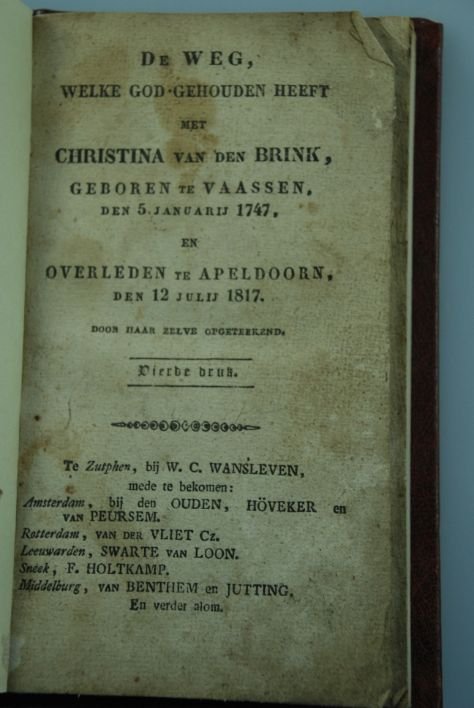 DE WEG,
WELKE GOD GEHOUDEN HEEFT
MET
CHRISTINA VAN DEN BRINK,
GEBOREN TE VAASSEN,
DEN 5 JANUARIJ 1747,
EN
OVERLEDEN TE APELDOORN,
DEN 12 JULIJ 1817.
DOOR HAAR ZELVE OPGETEEKEND.
Vierde druk.
Te Zutphen, bij W. C. WANSLEVEN,
mede te bekomen:
Amsterdam, bij den OUDEN, HÖVEKER en
VAN PEURSEM.
Rotterdam, VAN DER VLIET Cz.
Leeuwarden, SWARTE VAN LOON.
Sneek, F. HOLTKAMP.
Middelburg, VAN BENTHEM en JUTTING.
En verder alom.